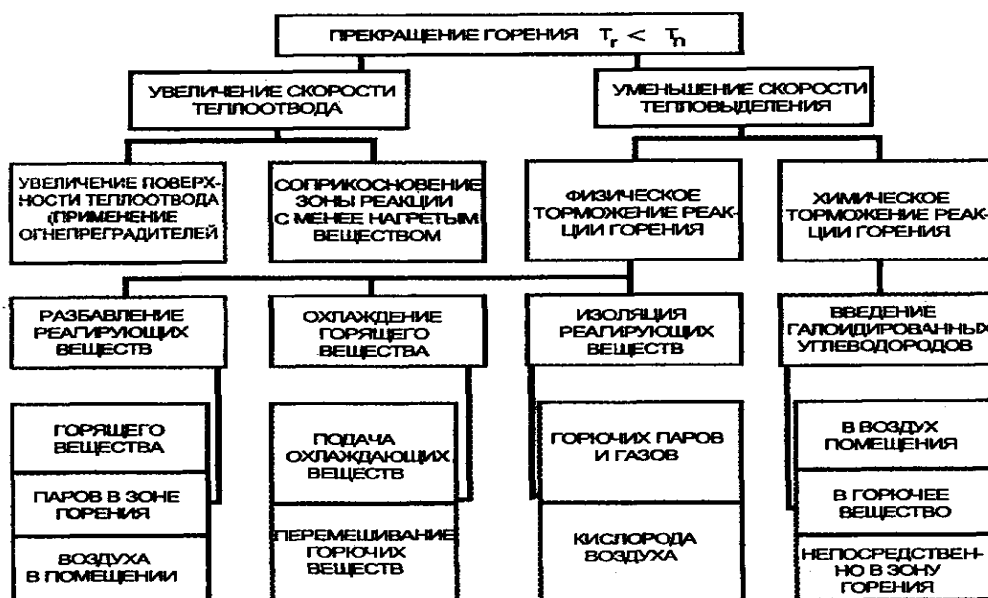 ПРЕКРАЩЕНИЕ ГОРЕНИЯ Tг < Tп
УВЕЛИЧЕНИЕ СКОРОСТИ
ТЕПЛООТВОДА
УМЕНЬШЕНИЕ СКОРОСТИ
ТЕПЛОВЫДЕЛЕНИЯ
УВЕЛИЧЕНИЕ ПОВЕРХ-
НОСТИ ТЕПЛООТВОДА
(ПРИМЕНЕНИЕ
ОГНЕПРЕГРАДИТЕЛЕЙ
СОПРИКОСНОВЕНИЕ
ЗОНЫ РЕАКЦИИ
С МЕНЕЕ НАГРЕТЫМ
ВЕЩЕСТВОМ
ФИЗИЧЕСКОЕ
ТОРМОЖЕНИЕ РЕАК-
ЦИИ ГОРЕНИЯ
ХИМИЧЕСКОЕ
ТОРМОЖЕНИЕ РЕАК-
ЦИИ ГОРЕНИЯ
РАЗБАВЛЕНИЕ
РЕАГИРУЮЩИХ
ВЕЩЕСТВ
ОХЛАЖДЕНИЕ
ГОРЯЩЕГО
ВЕЩЕСТВА
ИЗОЛЯЦИЯ
РЕАГИРУЮЩИХ
ВЕЩЕСТВ
ВВЕДЕНИЕ
ГАЛОИДИРОВАННЫХ
УГЛЕВОДОРОДОВ
ГОРЯЩЕГО
ВЕЩЕСТВА
ПАРОВ В ЗОНЕ
ГОРЕНИЯ
ВОЗДУХА
В ПОМЕЩЕНИИ
ПОДАЧА
ОХЛАЖДАЮЩИХ
ВЕЩЕСТВ
ПЕРЕМЕШИВАНИЕ
ГОРЮЧИХ
ВЕЩЕСТВ
ГОРЮЧИХ ПАРОВ
И ГАЗОВ
КИСЛОРОДА
ВОЗДУХА
В ВОЗДУХ
ПОМЕЩЕНИЯ
В ГОРЮЧЕЕ
ВЕЩЕСТВО
НЕПОСРЕДСТВЕН-
НО В ЗОНУ
ГОРЕНИЯ